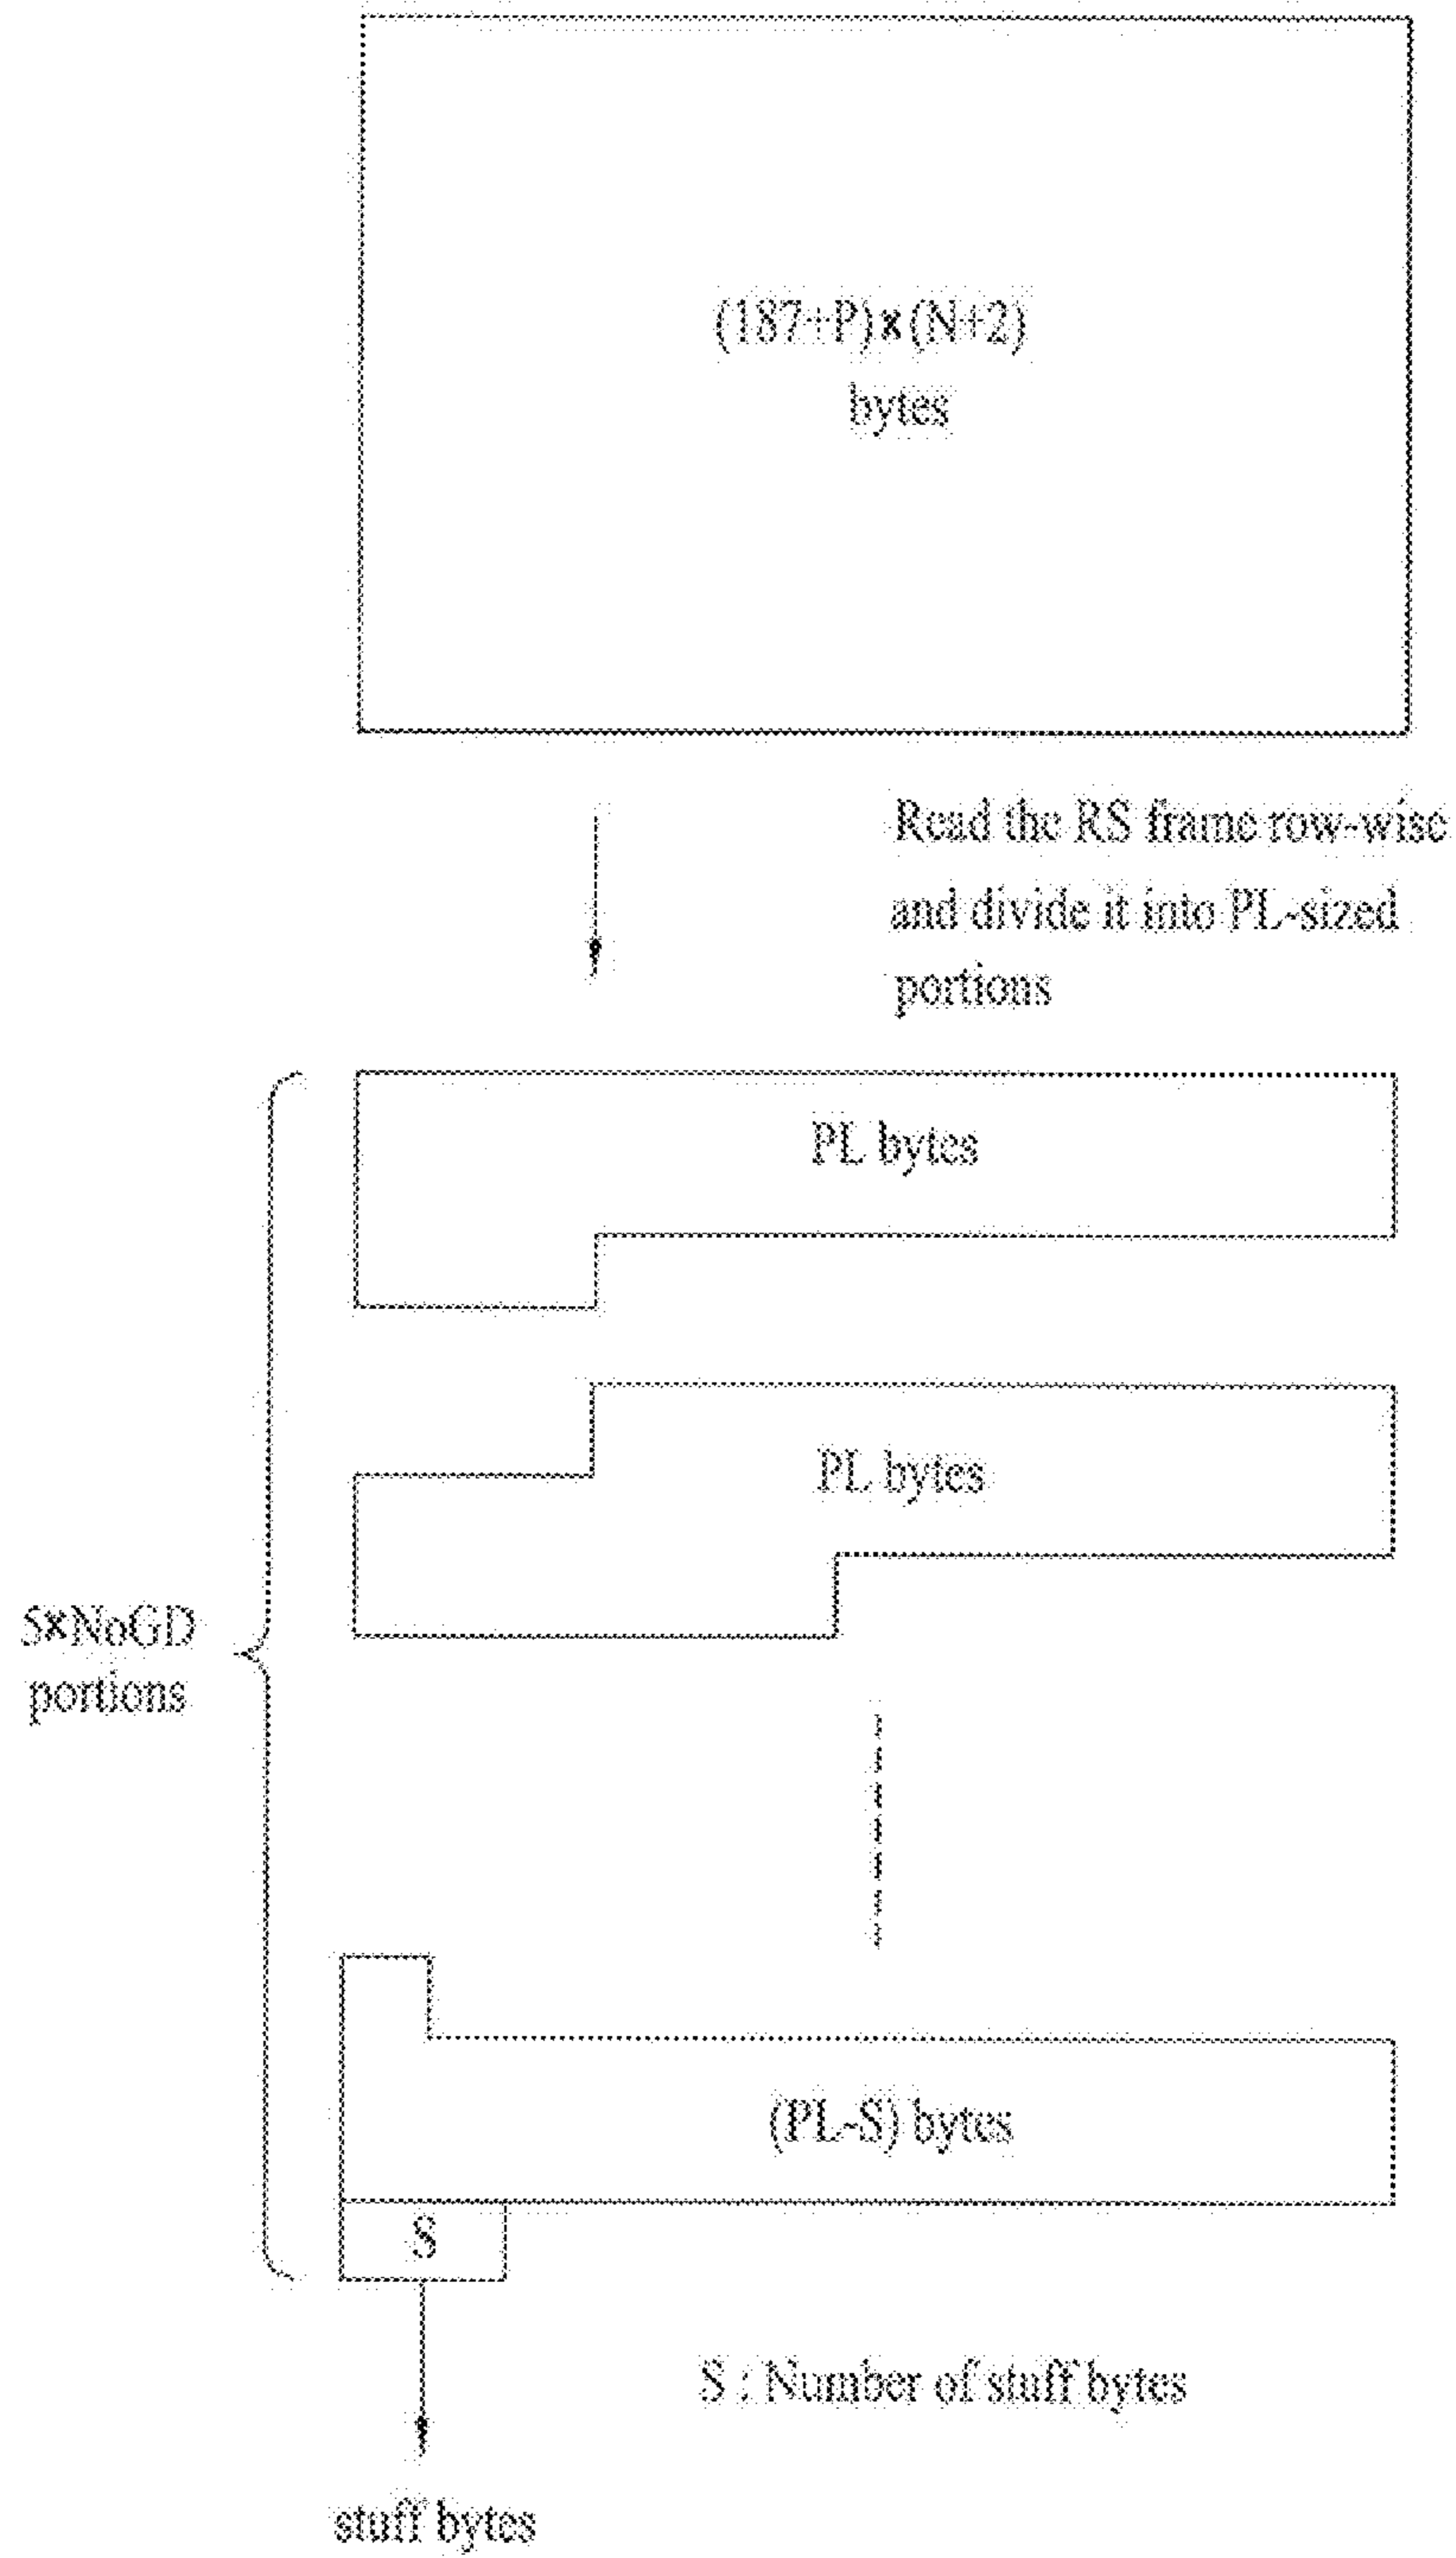 (187+P)×(N+2)
bytes
Read the RS frame row-wise
and divide it into PL-sized
portions
PL bytes
PL bytes
5×NoGD
portions
(PL-S) bytes
S
S : Number of stuff bytes
stuff bytes